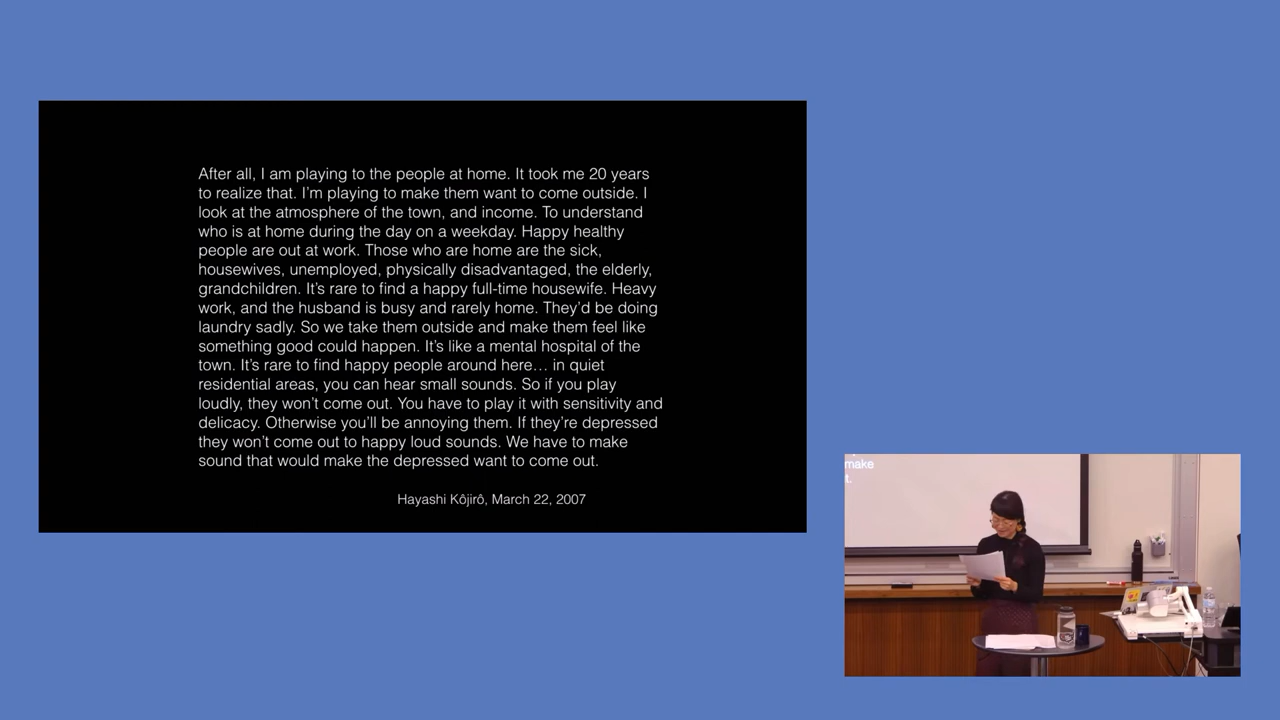 After all, I am playing to the people at home. It took me 20 years
to realize that. I'm playing to make them want to come outside. I
look at the atmosphere of the town, and income. To understand
who is at home during the day on a weekday. Happy healthy
people are out at work. Those who are home are the sick,
housewives, unemployed, physically disadvantaged, the elderly,
grandchildren. It's rare to find a happy full-time housewife. Heavy
work, and the husband is busy and rarely home. They'd be doing
laundry sadly. So we take them outside and make them feel like
something good could happen. It's like a mental hospital of the
town. It's rare to find happy people around here… in quiet
residential areas, you can hear small sounds. So if you play
loudly, they won't come out. You have to play it with sensitivity and
delicacy. Otherwise you'll be annoying them. If they're depressed
they won't come out to happy loud sounds. We have to make
sound that would make the depressed want to come out.
Hayashi Kôjirô, March 22, 2007
make
t.